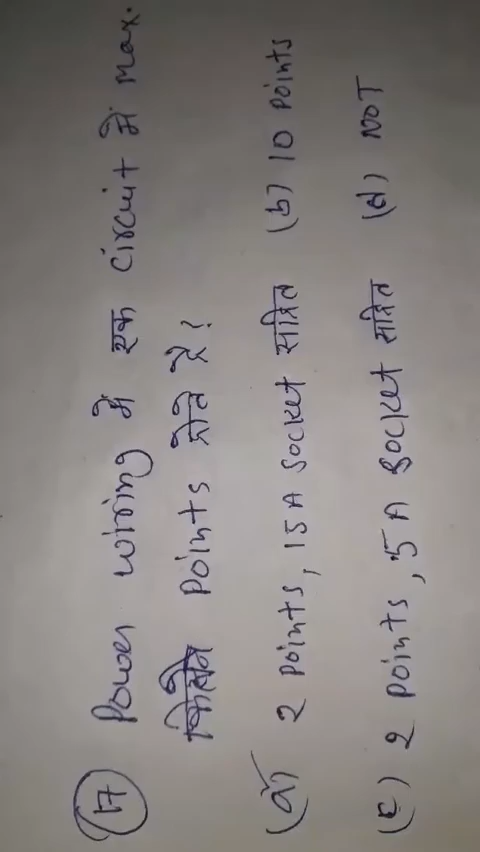 (17) Power wiring में एक circuit में max.
कितने points होते है?
(a) 2 points, 15 A socket सहित (b) 10 points
(c) 2 points, 5 A socket सहित (d) NOT